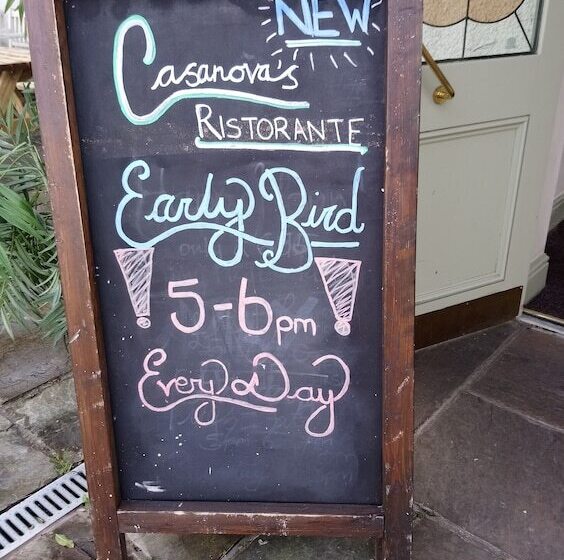 NEW
Casanova's
RISTORANTE
Early Bird
! 5-6pm !
Every Day